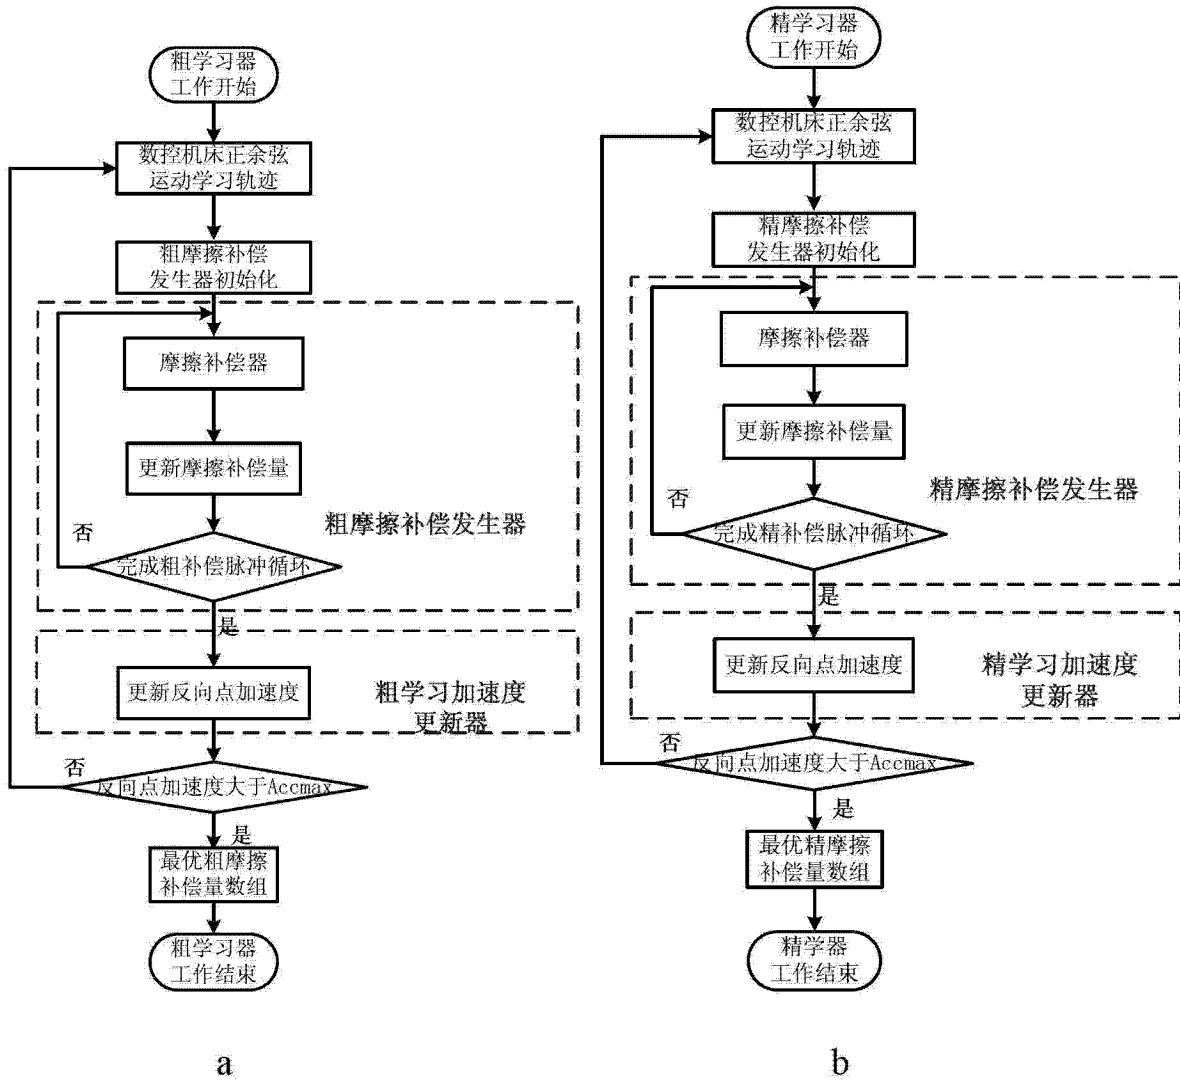 粗学习器
工作开始
数控机床正余弦
运动学习轨迹
粗摩擦补偿
发生器初始化
摩擦补偿器
更新摩擦补偿量
粗摩擦补偿发生器
否
完成粗补偿脉冲循环
是
更新反向点加速度
粗学习加速度
更新器
否
反向点加速度大于Accmax
是
最优粗摩擦
补偿量数组
粗学习器
工作结束
a
精学习器
工作开始
数控机床正余弦
运动学习轨迹
精摩擦补偿
发生器初始化
摩擦补偿器
更新摩擦补偿量
精摩擦补偿发生器
否
完成精补偿脉冲循环
是
更新反向点加速度
精学习加速度
更新器
否
反向点加速度大于Accmax
是
最优精摩擦
补偿量数组
精学器
工作结束
b